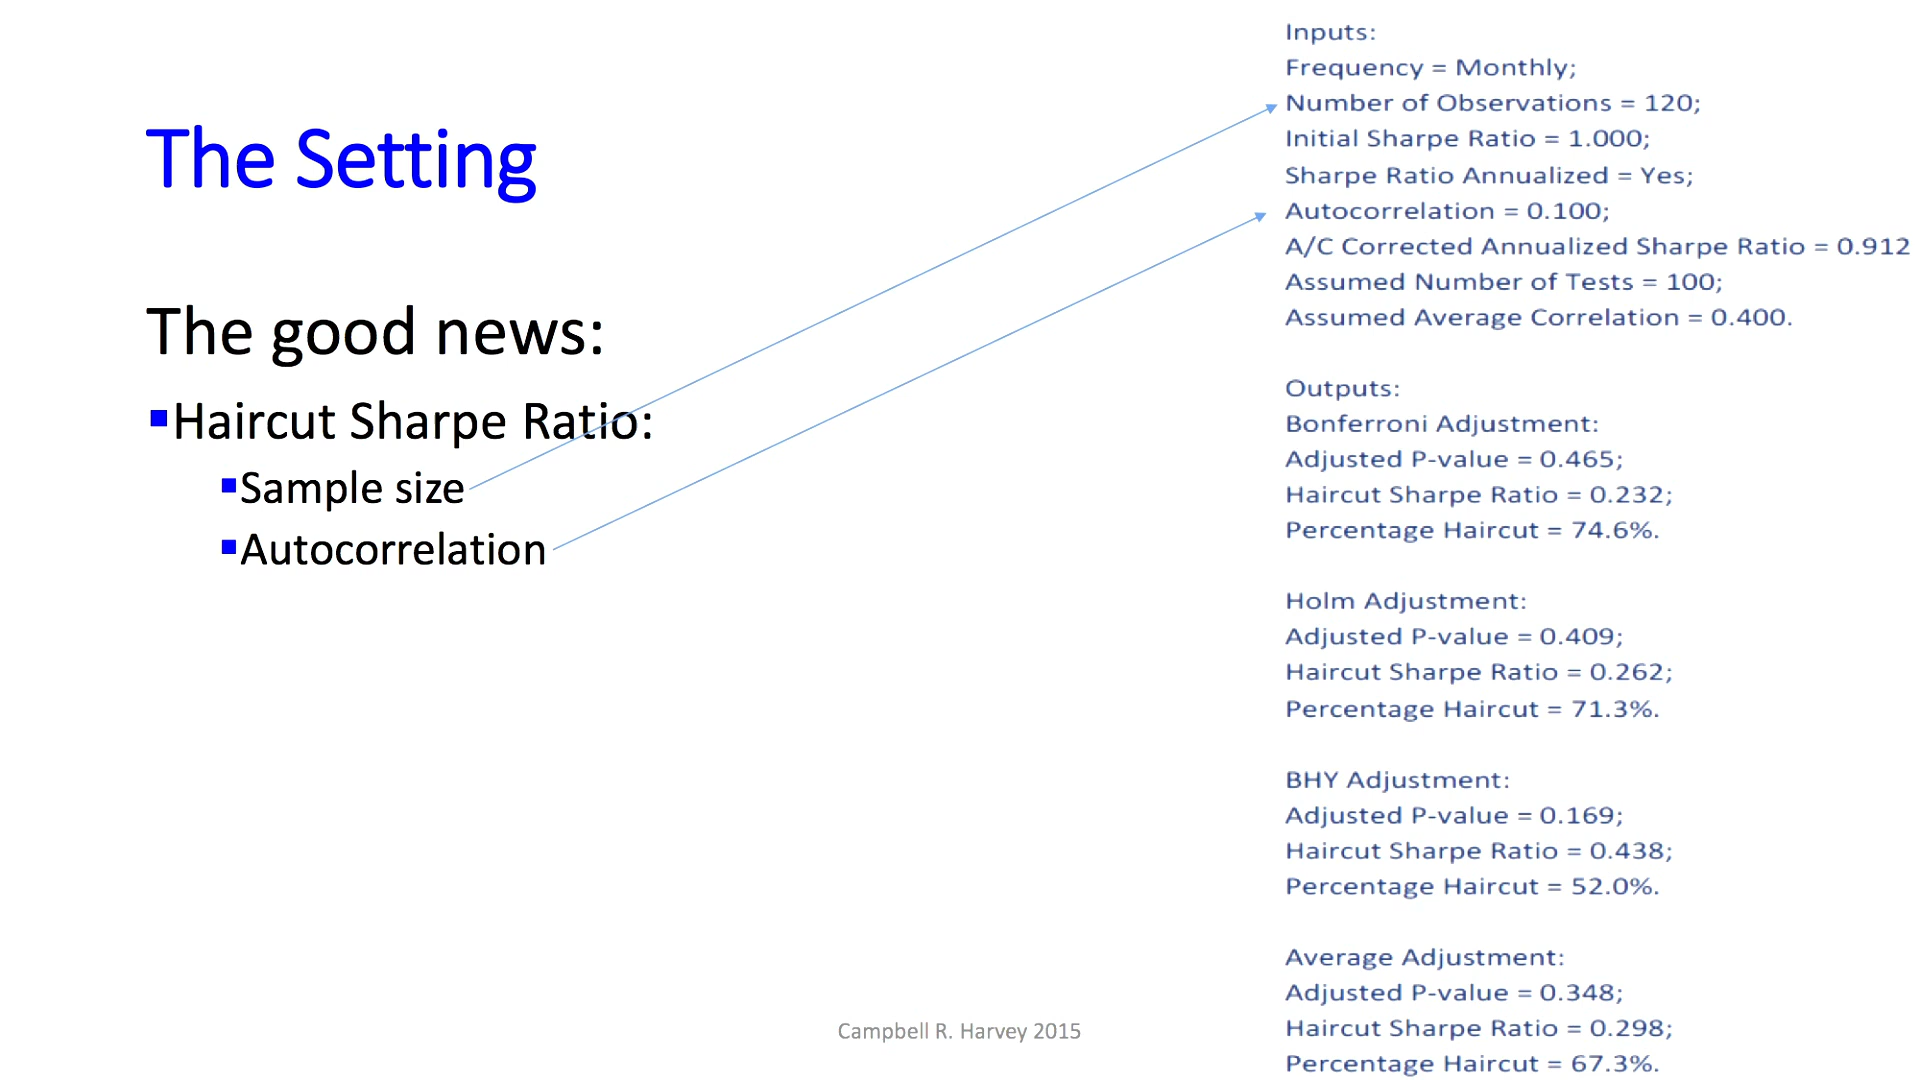 The Setting
The good news:
Haircut Sharpe Ratio:
Sample size
Autocorrelation
Inputs:
Frequency = Monthly;
Number of Observations = 120;
Initial Sharpe Ratio = 1.000;
Sharpe Ratio Annualized = Yes;
Autocorrelation = 0.100;
A/C Corrected Annualized Sharpe Ratio = 0.912
Assumed Number of Tests = 100;
Assumed Average Correlation = 0.400.
Outputs:
Bonferroni Adjustment:
Adjusted P-value = 0.465;
Haircut Sharpe Ratio = 0.232;
Percentage Haircut = 74.6%.
Holm Adjustment:
Adjusted P-value = 0.409;
Haircut Sharpe Ratio = 0.262;
Percentage Haircut = 71.3%.
BHY Adjustment:
Adjusted P-value = 0.169;
Haircut Sharpe Ratio = 0.438;
Percentage Haircut = 52.0%.
Average Adjustment:
Adjusted P-value = 0.348;
Haircut Sharpe Ratio = 0.298;
Percentage Haircut = 67.3%.
Campbell R. Harvey 2015